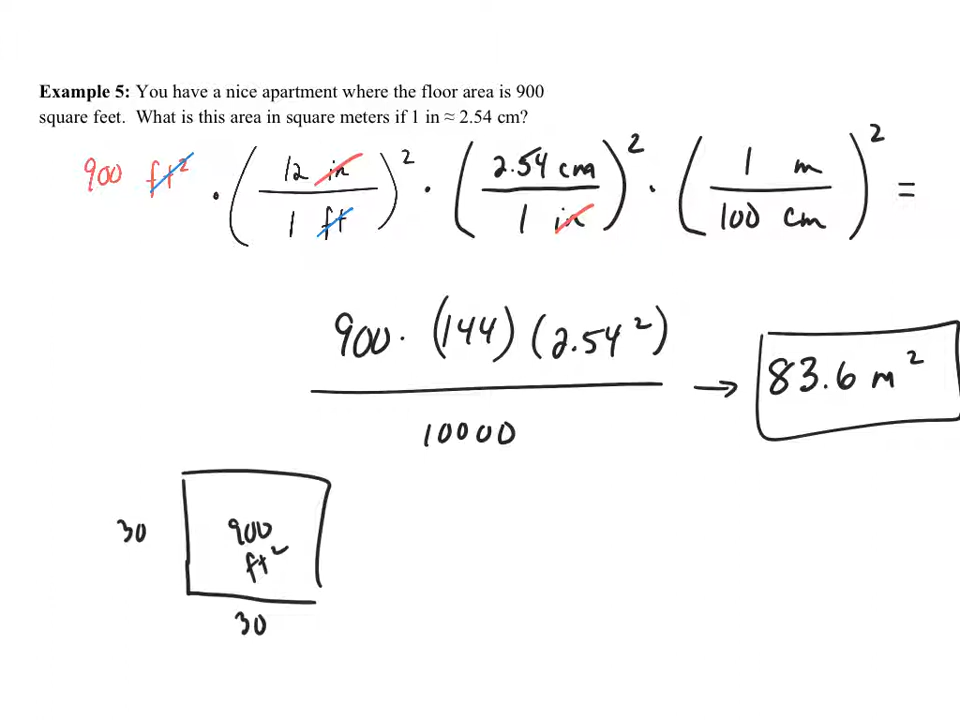 Example 5: You have a nice apartment where the floor area is 900
square feet. What is this area in square meters if 1 in ≈ 2.54 cm?
900 ft² · (12 in / 1 ft)² · (2.54 cm / 1 in)² · (1 m / 100 cm)² =
900 · (144) (2.54²)
10000
→ 83.6 m²
30
900
ft²
30